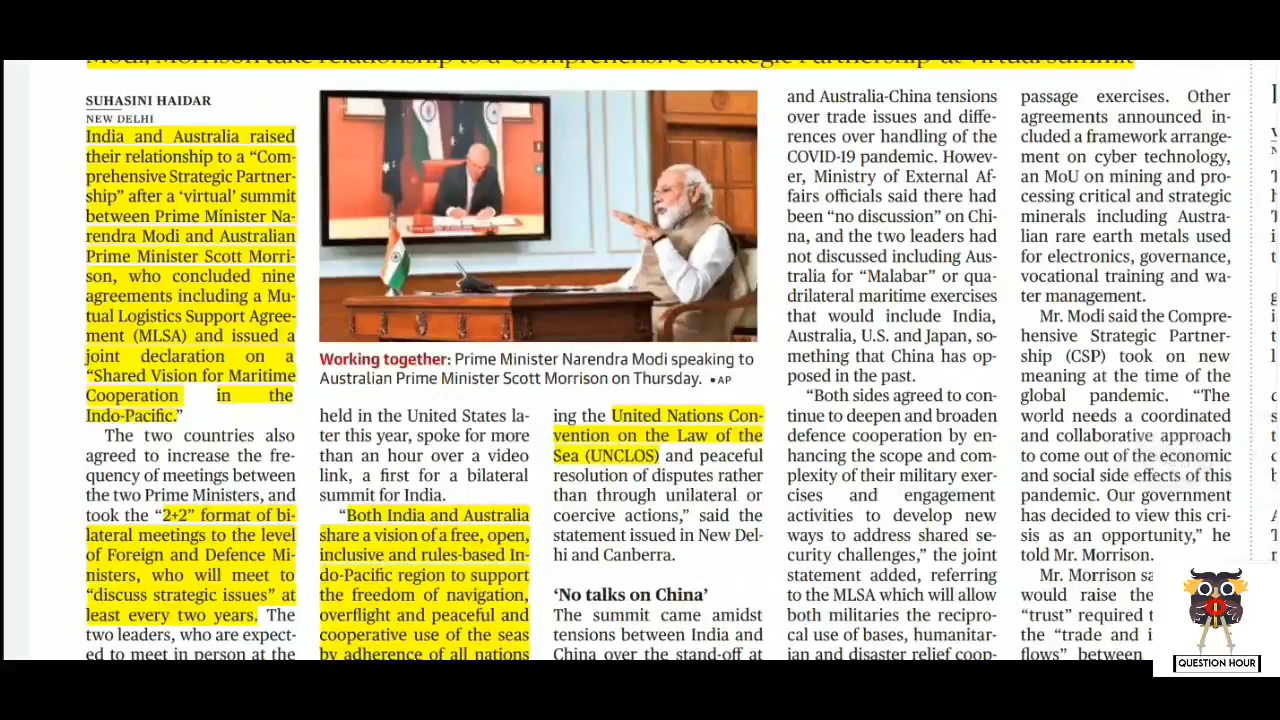 Modi, Morrison take relationship to a Comprehensive Strategic Partnership at virtual summit
SUHASINI HAIDAR
NEW DELHI
India and Australia raised
their relationship to a “Com-
prehensive Strategic Partner-
ship” after a ‘virtual’ summit
between Prime Minister Na-
rendra Modi and Australian
Prime Minister Scott Morri-
son, who concluded nine
agreements including a Mu-
tual Logistics Support Agree-
ment (MLSA) and issued a
joint declaration on a
“Shared Vision for Maritime
Cooperation in the
Indo-Pacific.”
The two countries also
agreed to increase the fre-
quency of meetings between
the two Prime Ministers, and
took the “2+2” format of bi-
lateral meetings to the level
of Foreign and Defence Mi-
nisters, who will meet to
“discuss strategic issues” at
least every two years. The
two leaders, who are expect-
ed to meet in person at the
Working together: Prime Minister Narendra Modi speaking to
Australian Prime Minister Scott Morrison on Thursday. •AP
held in the United States la-
ter this year, spoke for more
than an hour over a video
link, a first for a bilateral
summit for India.
“Both India and Australia
share a vision of a free, open,
inclusive and rules-based In-
do-Pacific region to support
the freedom of navigation,
overflight and peaceful and
cooperative use of the seas
by adherence of all nations
ing the United Nations Con-
vention on the Law of the
Sea (UNCLOS) and peaceful
resolution of disputes rather
than through unilateral or
coercive actions,” said the
statement issued in New Del-
hi and Canberra.
‘No talks on China’
The summit came amidst
tensions between India and
China over the stand-off at
and Australia-China tensions
over trade issues and diffe-
rences over handling of the
COVID-19 pandemic. Howev-
er, Ministry of External Af-
fairs officials said there had
been “no discussion” on Chi-
na, and the two leaders had
not discussed including Aus-
tralia for “Malabar” or qua-
drilateral maritime exercises
that would include India,
Australia, U.S. and Japan, so-
mething that China has op-
posed in the past.
“Both sides agreed to con-
tinue to deepen and broaden
defence cooperation by en-
hancing the scope and com-
plexity of their military exer-
cises and engagement
activities to develop new
ways to address shared se-
curity challenges,” the joint
statement added, referring
to the MLSA which will allow
both militaries the recipro-
cal use of bases, humanitar-
ian and disaster relief coop-
passage exercises. Other
agreements announced in-
cluded a framework arrange-
ment on cyber technology,
an MoU on mining and pro-
cessing critical and strategic
minerals including Austra-
lian rare earth metals used
for electronics, governance,
vocational training and wa-
ter management.
Mr. Modi said the Compre-
hensive Strategic Partner-
ship (CSP) took on new
meaning at the time of the
global pandemic. “The
world needs a coordinated
and collaborative approach
to come out of the economic
and social side effects of this
pandemic. Our government
has decided to view this cri-
sis as an opportunity,” he
told Mr. Morrison.
Mr. Morrison sa
would raise the
“trust” required t
the “trade and i
flows” between
QUESTION HOUR